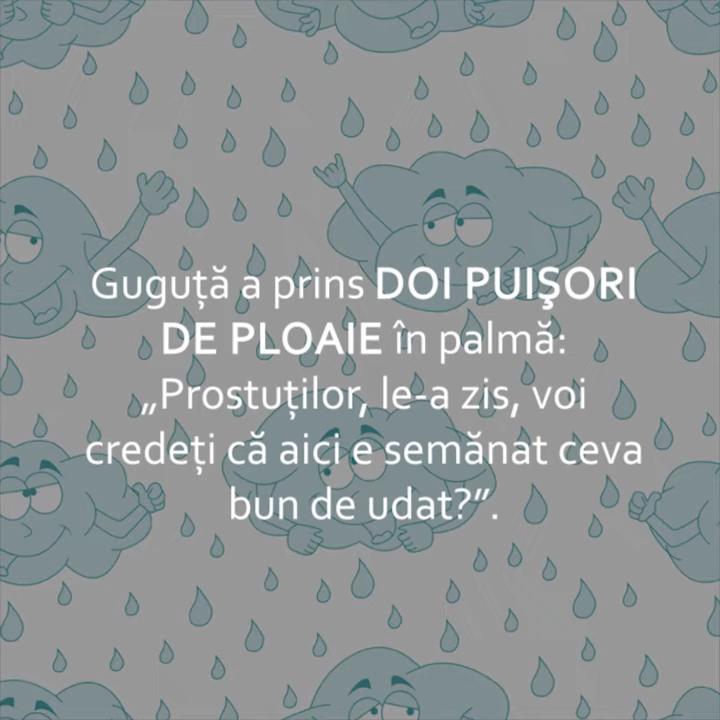 Guguță a prins DOI PUIŞORI
DE PLOAIE în palmă:
„Prostuților, le-a zis, voi
credeți că aici e semănat ceva
bun de udat?”.